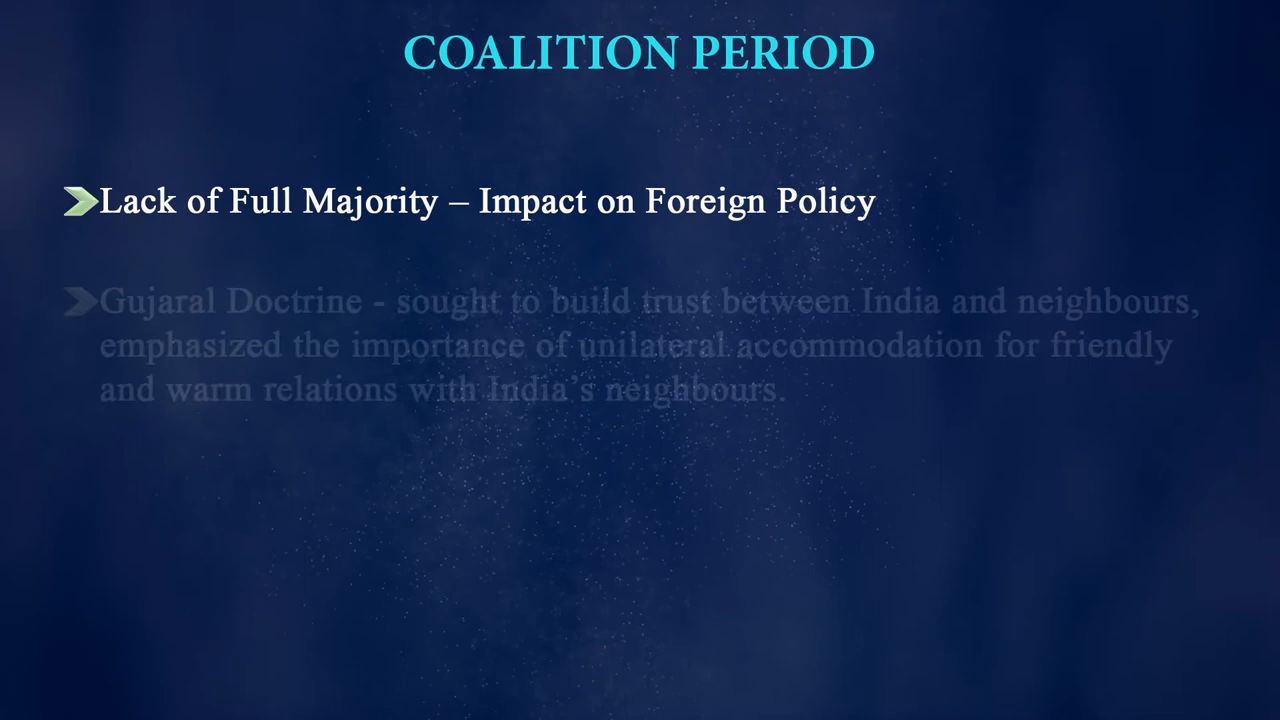 COALITION PERIOD
Lack of Full Majority – Impact on Foreign Policy
Gujaral Doctrine - sought to build trust between India and neighbours,
emphasized the importance of unilateral accommodation for friendly
and warm relations with India’s neighbours.